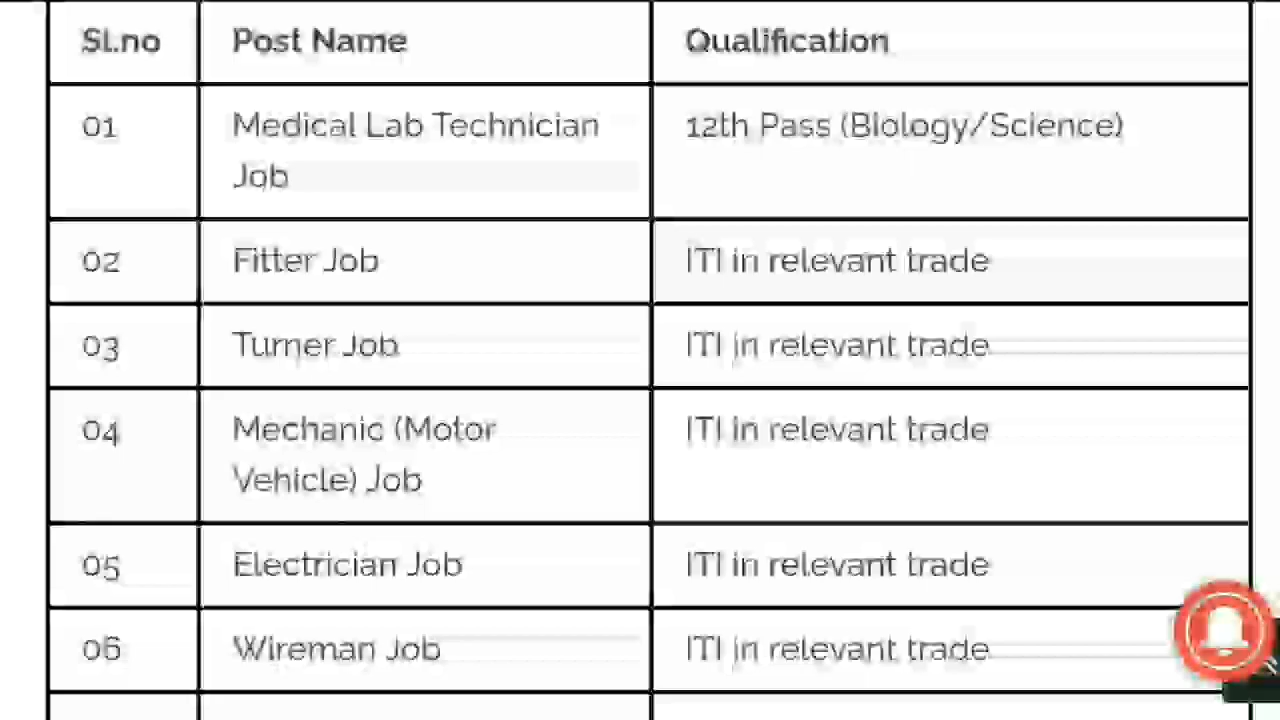 Sl.no Post Name Qualification
01 Medical Lab Technician 12th Pass (Biology/Science)
Job
02 Fitter Job ITI in relevant trade
03 Turner Job ITI in relevant trade
04 Mechanic (Motor ITI in relevant trade
Vehicle) Job
05 Electrician Job ITI in relevant trade
06 Wireman Job ITI in relevant trade